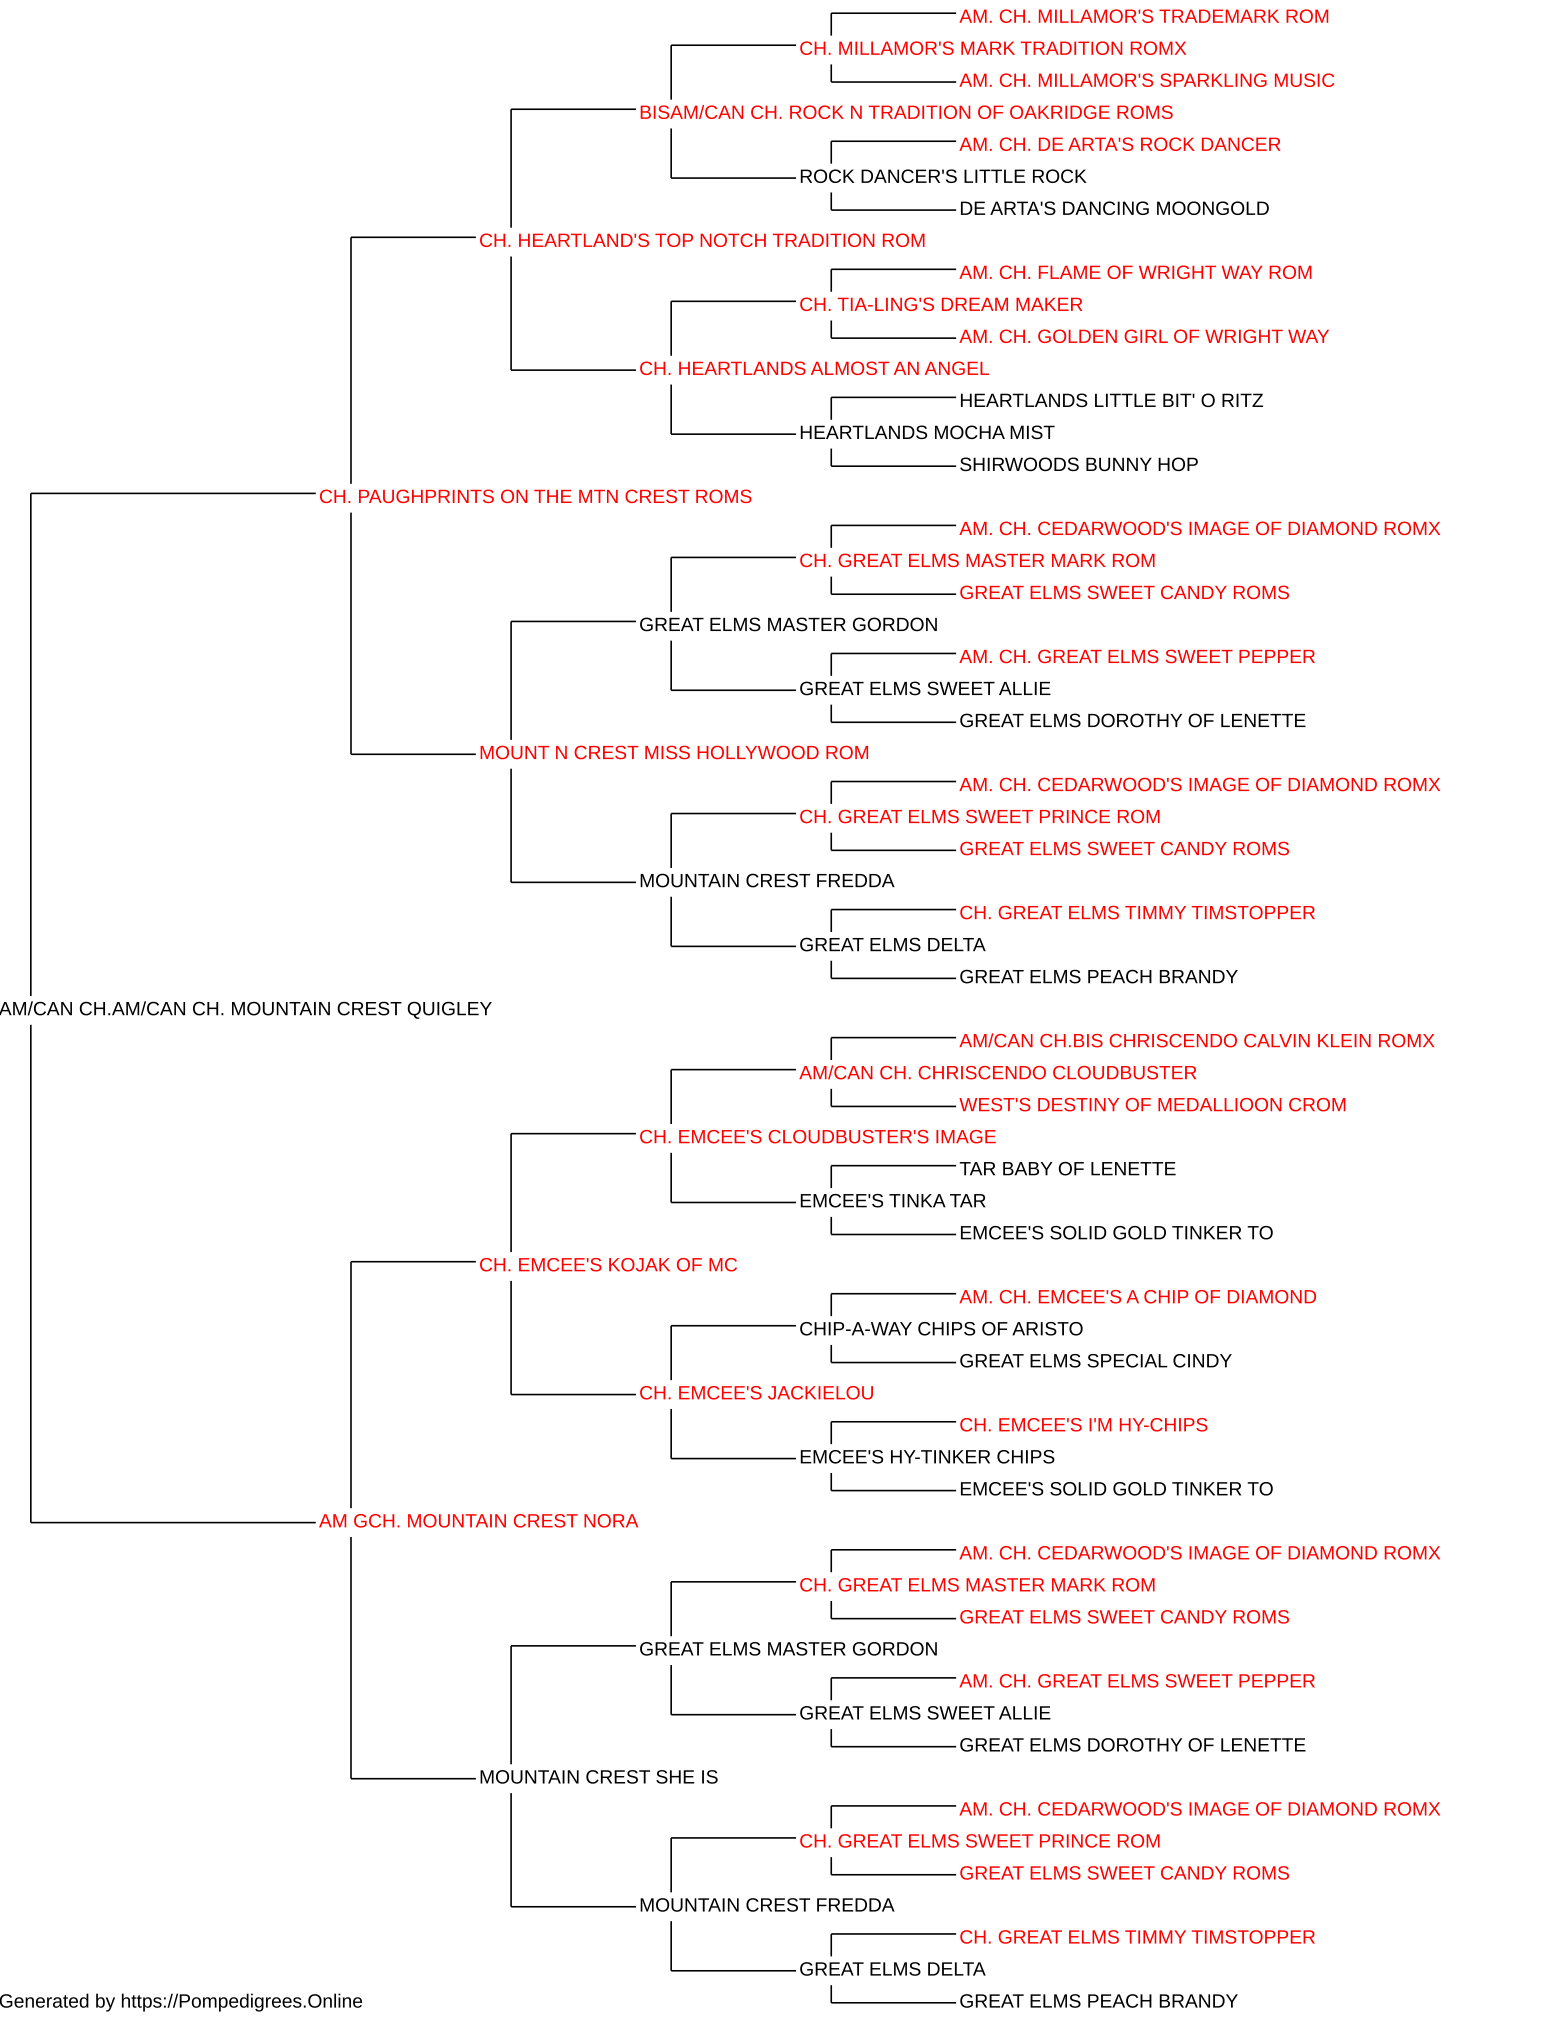 AM. CH. MILLAMOR'S TRADEMARK ROM
CH. MILLAMOR'S MARK TRADITION ROMX
AM. CH. MILLAMOR'S SPARKLING MUSIC
BISAM/CAN CH. ROCK N TRADITION OF OAKRIDGE ROMS
AM. CH. DE ARTA'S ROCK DANCER
ROCK DANCER'S LITTLE ROCK
DE ARTA'S DANCING MOONGOLD
CH. HEARTLAND'S TOP NOTCH TRADITION ROM
AM. CH. FLAME OF WRIGHT WAY ROM
CH. TIA-LING'S DREAM MAKER
AM. CH. GOLDEN GIRL OF WRIGHT WAY
CH. HEARTLANDS ALMOST AN ANGEL
HEARTLANDS LITTLE BIT' O RITZ
HEARTLANDS MOCHA MIST
SHIRWOODS BUNNY HOP
CH. PAUGHPRINTS ON THE MTN CREST ROMS
AM. CH. CEDARWOOD'S IMAGE OF DIAMOND ROMX
CH. GREAT ELMS MASTER MARK ROM
GREAT ELMS SWEET CANDY ROMS
GREAT ELMS MASTER GORDON
AM. CH. GREAT ELMS SWEET PEPPER
GREAT ELMS SWEET ALLIE
GREAT ELMS DOROTHY OF LENETTE
MOUNT N CREST MISS HOLLYWOOD ROM
AM. CH. CEDARWOOD'S IMAGE OF DIAMOND ROMX
CH. GREAT ELMS SWEET PRINCE ROM
GREAT ELMS SWEET CANDY ROMS
MOUNTAIN CREST FREDDA
CH. GREAT ELMS TIMMY TIMSTOPPER
GREAT ELMS DELTA
GREAT ELMS PEACH BRANDY
AM/CAN CH.AM/CAN CH. MOUNTAIN CREST QUIGLEY
AM/CAN CH.BIS CHRISCENDO CALVIN KLEIN ROMX
AM/CAN CH. CHRISCENDO CLOUDBUSTER
WEST'S DESTINY OF MEDALLIOON CROM
CH. EMCEE'S CLOUDBUSTER'S IMAGE
TAR BABY OF LENETTE
EMCEE'S TINKA TAR
EMCEE'S SOLID GOLD TINKER TO
CH. EMCEE'S KOJAK OF MC
AM. CH. EMCEE'S A CHIP OF DIAMOND
CHIP-A-WAY CHIPS OF ARISTO
GREAT ELMS SPECIAL CINDY
CH. EMCEE'S JACKIELOU
CH. EMCEE'S I'M HY-CHIPS
EMCEE'S HY-TINKER CHIPS
EMCEE'S SOLID GOLD TINKER TO
AM GCH. MOUNTAIN CREST NORA
AM. CH. CEDARWOOD'S IMAGE OF DIAMOND ROMX
CH. GREAT ELMS MASTER MARK ROM
GREAT ELMS SWEET CANDY ROMS
GREAT ELMS MASTER GORDON
AM. CH. GREAT ELMS SWEET PEPPER
GREAT ELMS SWEET ALLIE
GREAT ELMS DOROTHY OF LENETTE
MOUNTAIN CREST SHE IS
AM. CH. CEDARWOOD'S IMAGE OF DIAMOND ROMX
CH. GREAT ELMS SWEET PRINCE ROM
GREAT ELMS SWEET CANDY ROMS
MOUNTAIN CREST FREDDA
CH. GREAT ELMS TIMMY TIMSTOPPER
GREAT ELMS DELTA
GREAT ELMS PEACH BRANDY
Generated by https://Pompedigrees.Online